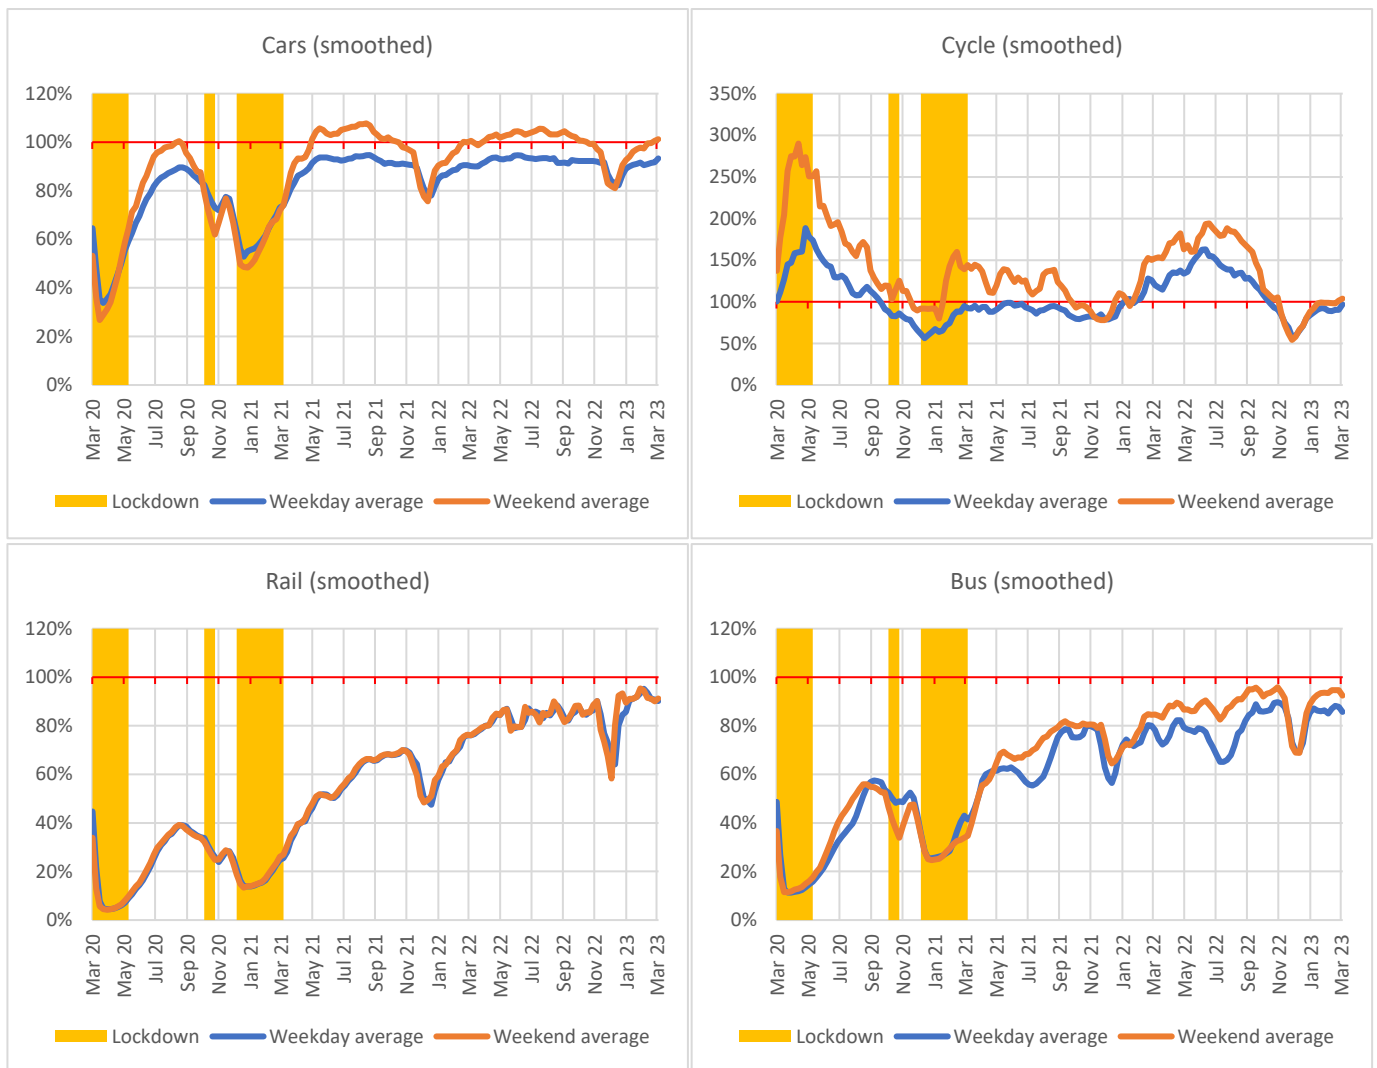 Cars (smoothed)
120%
100%
80%
60%
40%
20%
0%
Mar 20
May 20
Jul 20
Sep 20
Nov 20
Jan 21
Mar 21
May 21
Jul 21
Sep 21
Nov 21
Jan 22
Mar 22
May 22
Jul 22
Sep 22
Nov 22
Jan 23
Mar 23
Lockdown Weekday average Weekend average
Cycle (smoothed)
350%
300%
250%
200%
150%
100%
50%
0%
Mar 20
May 20
Jul 20
Sep 20
Nov 20
Jan 21
Mar 21
May 21
Jul 21
Sep 21
Nov 21
Jan 22
Mar 22
May 22
Jul 22
Sep 22
Nov 22
Jan 23
Mar 23
Lockdown Weekday average Weekend average
Rail (smoothed)
120%
100%
80%
60%
40%
20%
0%
Mar 20
May 20
Jul 20
Sep 20
Nov 20
Jan 21
Mar 21
May 21
Jul 21
Sep 21
Nov 21
Jan 22
Mar 22
May 22
Jul 22
Sep 22
Nov 22
Jan 23
Mar 23
Lockdown Weekday average Weekend average
Bus (smoothed)
120%
100%
80%
60%
40%
20%
0%
Mar 20
May 20
Jul 20
Sep 20
Nov 20
Jan 21
Mar 21
May 21
Jul 21
Sep 21
Nov 21
Jan 22
Mar 22
May 22
Jul 22
Sep 22
Nov 22
Jan 23
Mar 23
Lockdown Weekday average Weekend average